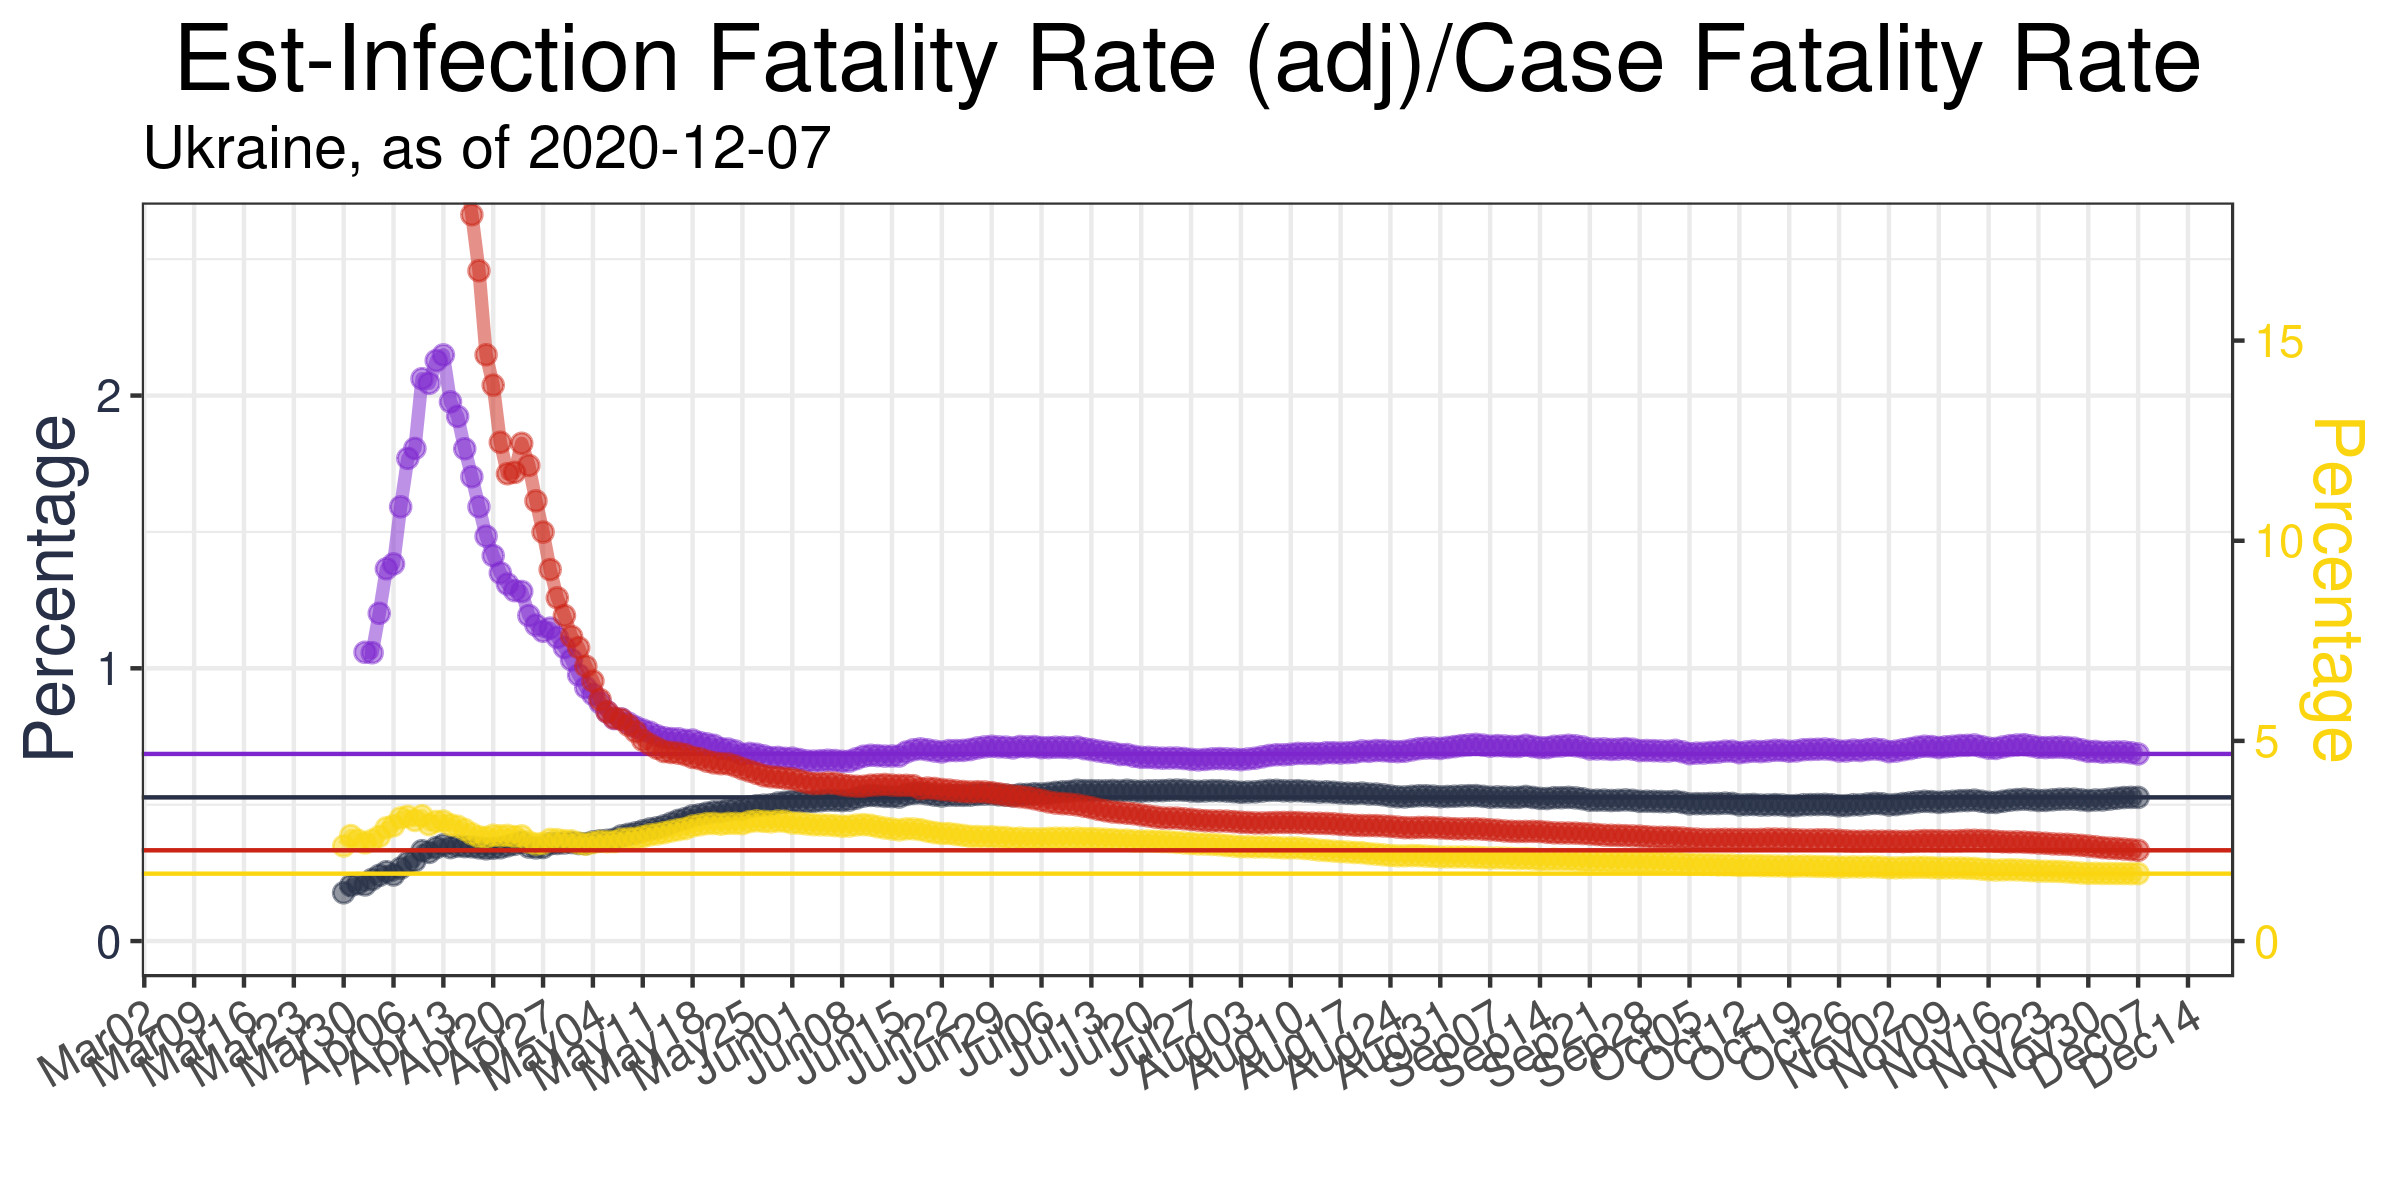 Est-Infection Fatality Rate (adj)/Case Fatality Rate
Ukraine, as of 2020-12-07
Percentage
2
1
0
15
10
5
0
Percentage
Mar02
Mar09
Mar16
Mar23
Mar30
Apr06
Apr13
Apr20
Apr27
May04
May11
May18
May25
Jun01
Jun08
Jun15
Jun22
Jun29
Jul06
Jul13
Jul20
Jul27
Aug03
Aug10
Aug17
Aug24
Aug31
Sep07
Sep14
Sep21
Sep28
Oct05
Oct12
Oct19
Oct26
Nov02
Nov09
Nov16
Nov23
Nov30
Dec07
Dec14